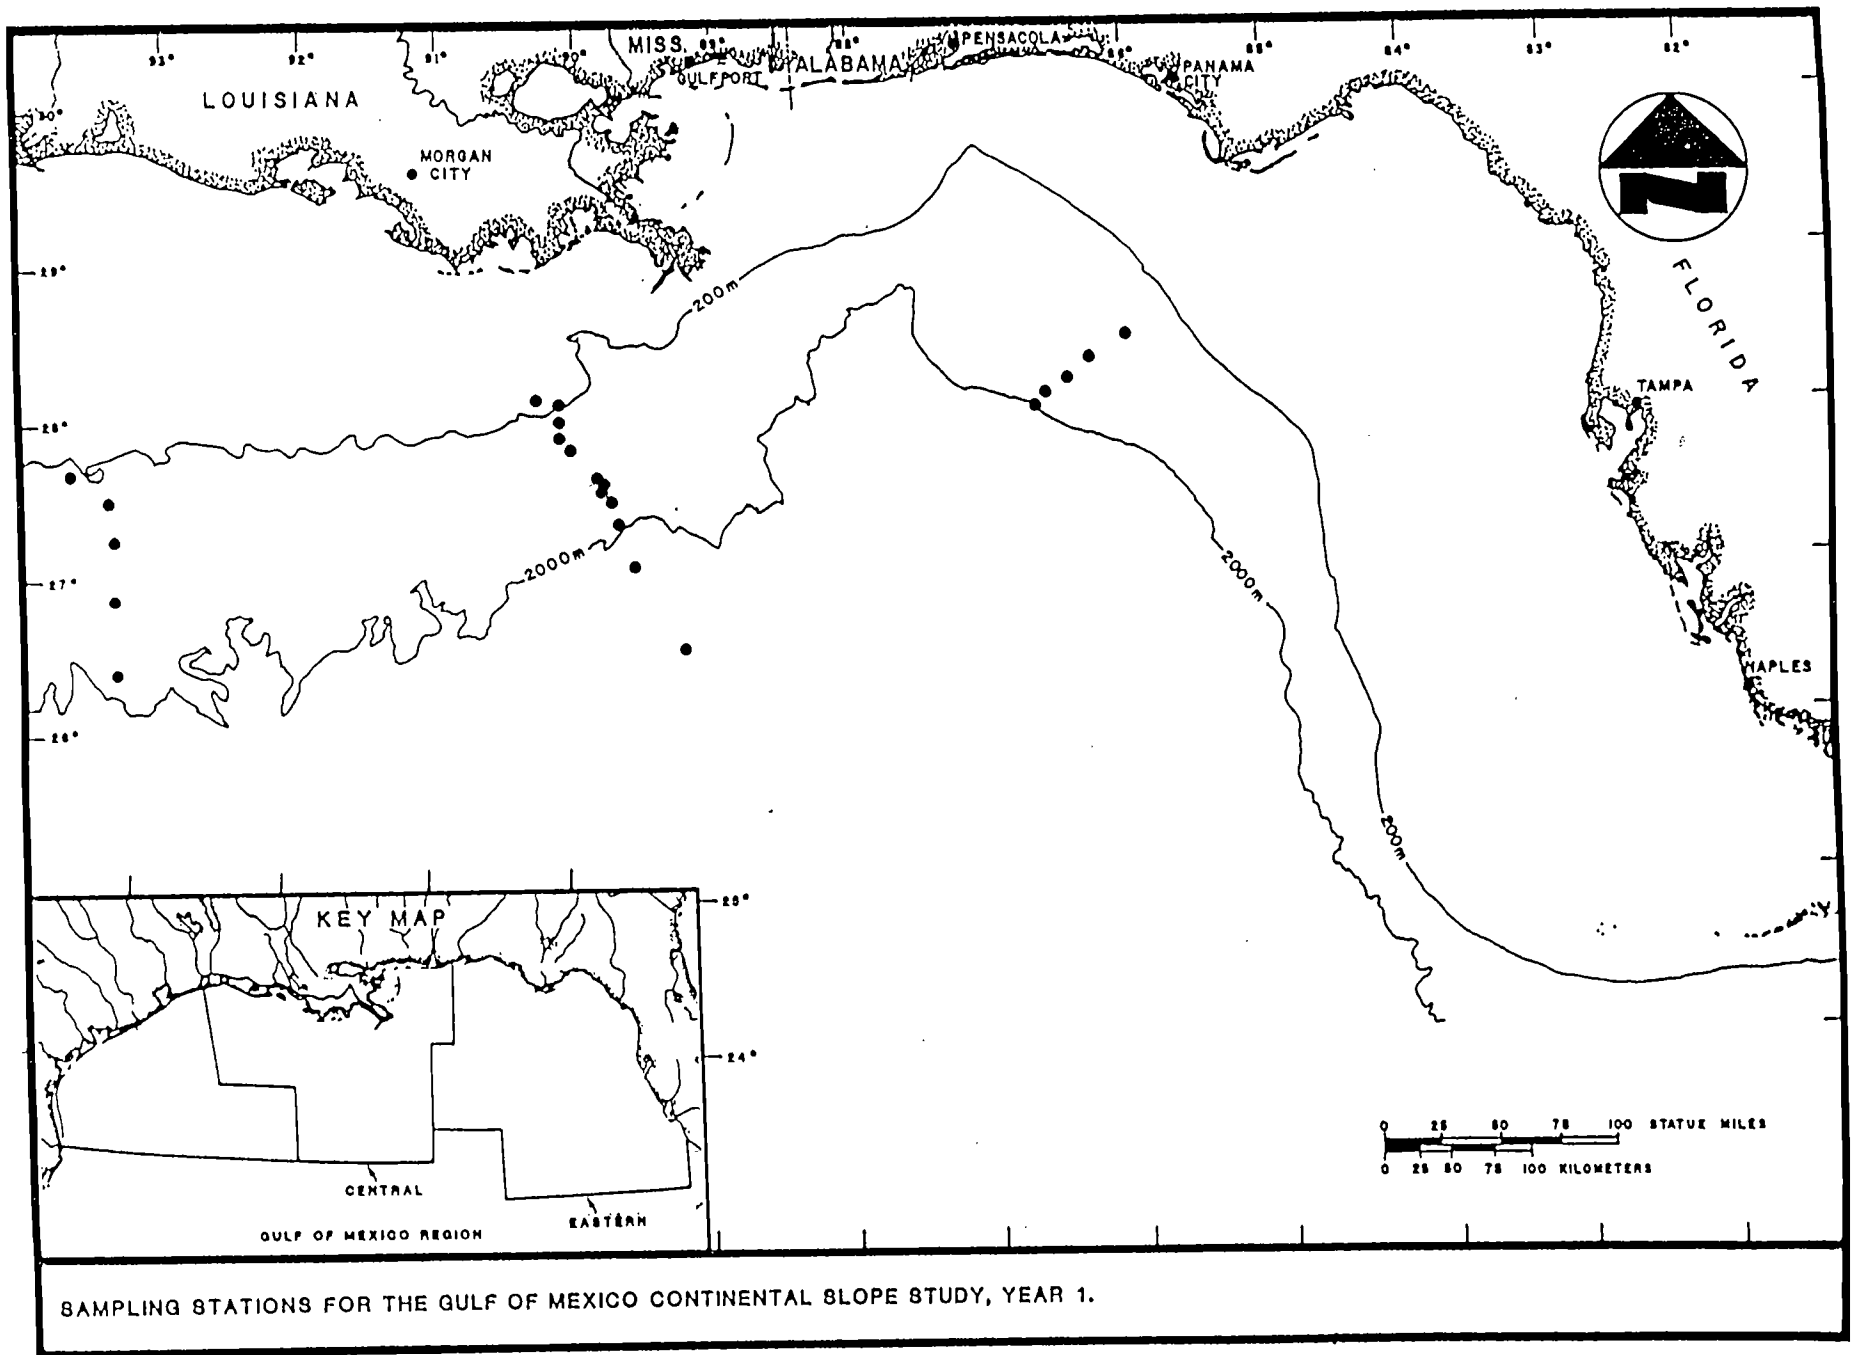 93° 92° 91° 90° 89° 88° 86° 85° 84° 83° 82°
MISS.
PENSACOLA
GULFPORT
ALABAMA
PANAMA
CITY
LOUISIANA
30°
MORGAN
CITY
N
FLORIDA
29°
200m
TAMPA
28°
2000m
2000m
27°
NAPLES
26°
200m
KEY MAP
25°
24°
0 25 50 75 100 STATUE MILES
0 25 50 75 100 KILOMETERS
CENTRAL
EASTERN
GULF OF MEXICO REGION
SAMPLING STATIONS FOR THE GULF OF MEXICO CONTINENTAL SLOPE STUDY, YEAR 1.